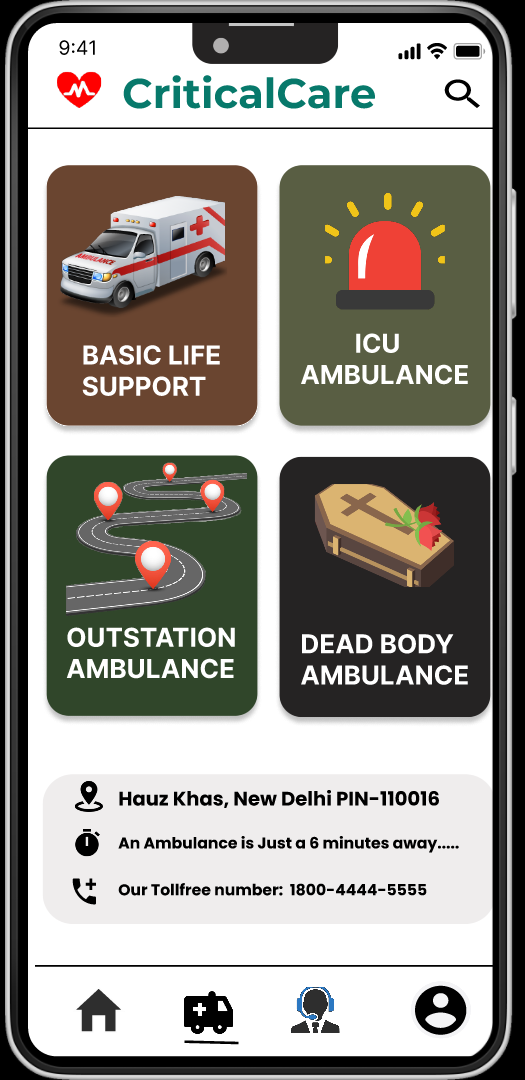 9:41
CriticalCare
AMBULANCE
BASIC LIFE
SUPPORT
ICU
AMBULANCE
OUTSTATION
AMBULANCE
DEAD BODY
AMBULANCE
Hauz Khas, New Delhi PIN-110016
An Ambulance is Just a 6 minutes away.....
Our Tollfree number: 1800-4444-5555